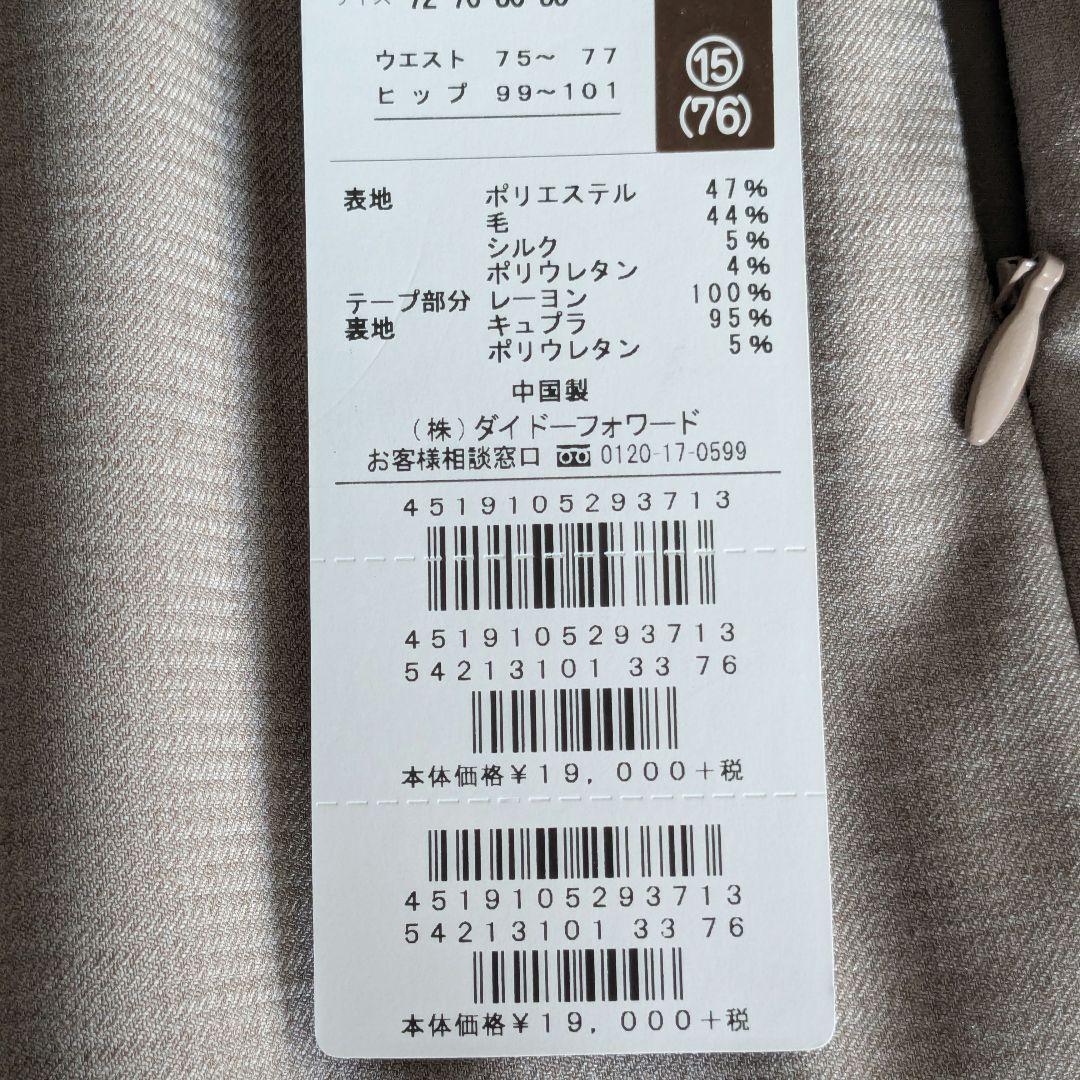 ウエスト 75～ 77
ヒップ 99～101
⑮
(76)
表地 ポリエステル 47%
毛 44%
シルク 5%
ポリウレタン 4%
テープ部分 レーヨン 100%
裏地 キュプラ 95%
ポリウレタン 5%
中国製
(株)ダイドーフォワード
お客様相談窓口 0120-17-0599
4519105293713
4519105293713
54213101 33 76
本体価格¥19,000+税
4519105293713
54213101 33 76
本体価格¥19,000+税